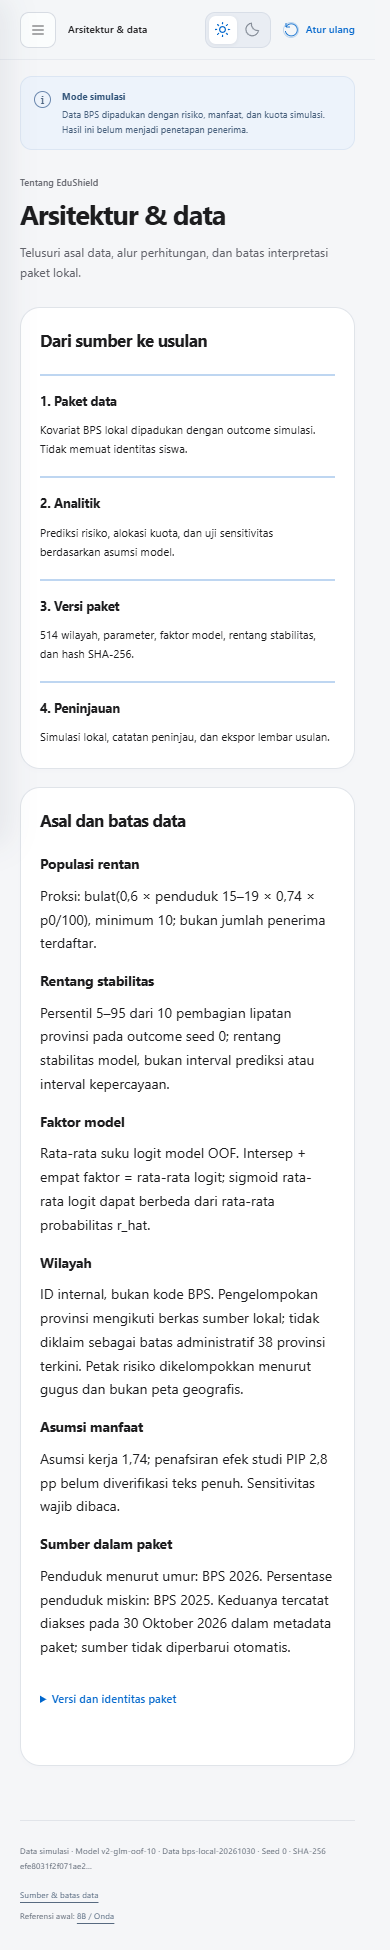 Arsitektur & data
Atur ulang
Mode simulasi
Data BPS dipadukan dengan risiko, manfaat, dan kuota simulasi.
Hasil ini belum menjadi penetapan penerima.
Tentang EduShield
Arsitektur & data
Telusuri asal data, alur perhitungan, dan batas interpretasi
paket lokal.
Dari sumber ke usulan
1. Paket data
Kovariat BPS lokal dipadukan dengan outcome simulasi.
Tidak memuat identitas siswa.
2. Analitik
Prediksi risiko, alokasi kuota, dan uji sensitivitas
berdasarkan asumsi model.
3. Versi paket
514 wilayah, parameter, faktor model, rentang stabilitas,
dan hash SHA-256.
4. Peninjauan
Simulasi lokal, catatan peninjau, dan ekspor lembar usulan.
Asal dan batas data
Populasi rentan
Proksi: bulat(0,6 × penduduk 15–19 × 0,74 ×
p0/100), minimum 10; bukan jumlah penerima
terdaftar.
Rentang stabilitas
Persentil 5–95 dari 10 pembagian lipatan
provinsi pada outcome seed 0; rentang
stabilitas model, bukan interval prediksi atau
interval kepercayaan.
Faktor model
Rata-rata suku logit model OOF. Intersep +
empat faktor = rata-rata logit; sigmoid rata-
rata logit dapat berbeda dari rata-rata
probabilitas r_hat.
Wilayah
ID internal, bukan kode BPS. Pengelompokan
provinsi mengikuti berkas sumber lokal; tidak
diklaim sebagai batas administratif 38 provinsi
terkini. Petak risiko dikelompokkan menurut
gugus dan bukan peta geografis.
Asumsi manfaat
Asumsi kerja 1,74; penafsiran efek studi PIP 2,8
pp belum diverifikasi teks penuh. Sensitivitas
wajib dibaca.
Sumber dalam paket
Penduduk menurut umur: BPS 2026. Persentase
penduduk miskin: BPS 2025. Keduanya tercatat
diakses pada 30 Oktober 2026 dalam metadata
paket; sumber tidak diperbarui otomatis.
Versi dan identitas paket
Data simulasi · Model v2-glm-oof-10 · Data bps-local-20261030 · Seed 0 · SHA-256
efe8031f2f071ae2...
Sumber & batas data
Referensi awal: 8B / Onda